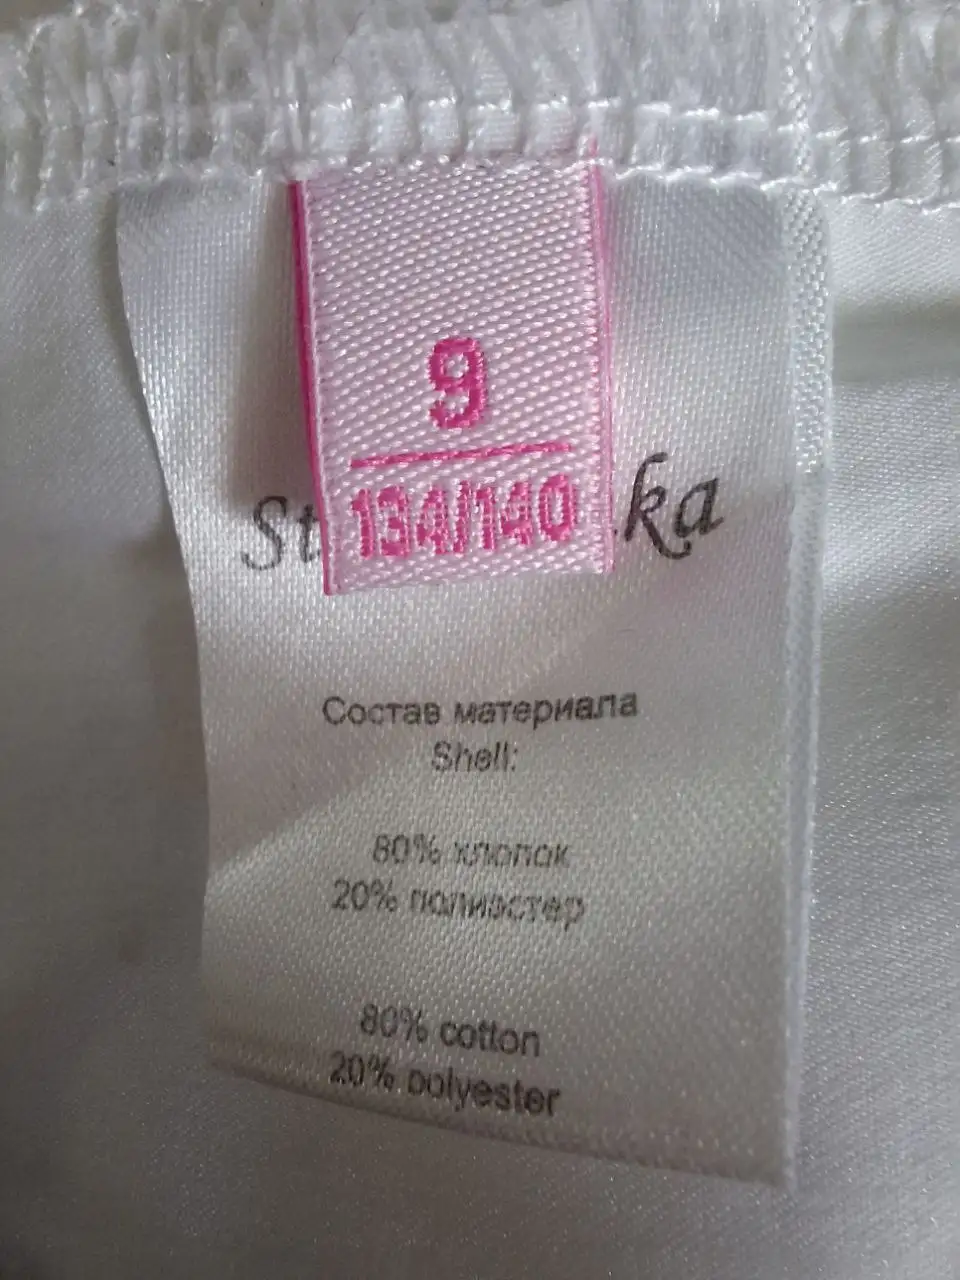 9
134/140
Состав материала
Shell:
80% хлопок
20% полиэстер
80% cotton
20% polyester